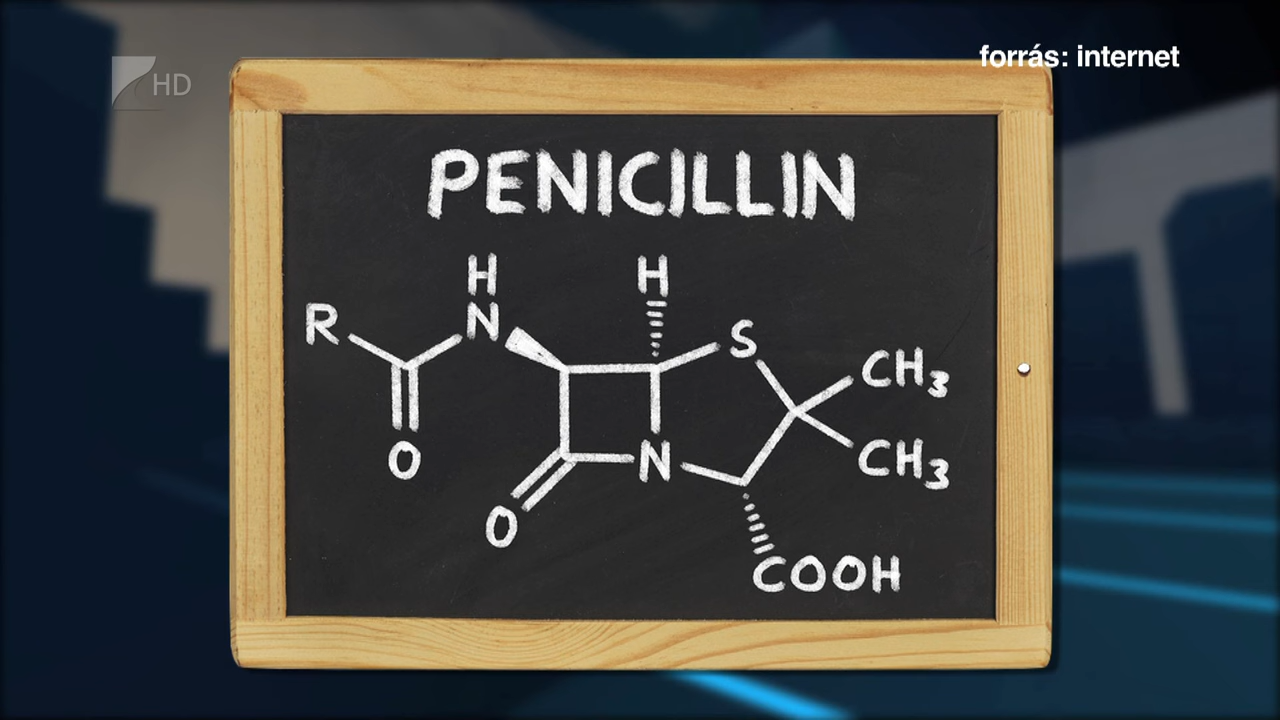 forrás: internet
HD
PENICILLIN
H
H
R
N
S
CH3
O
N
CH3
O
COOH